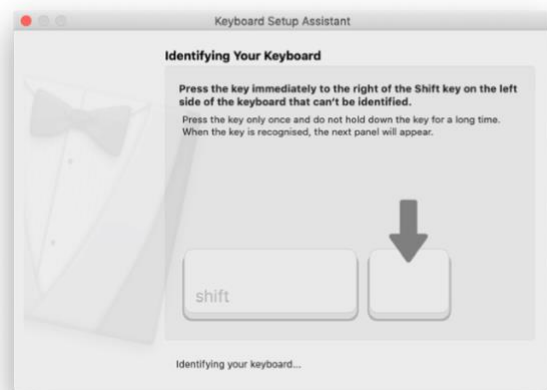 Keyboard Setup Assistant
Identifying Your Keyboard
Press the key immediately to the right of the Shift key on the left
side of the keyboard that can't be identified.
Press the key only once and do not hold down the key for a long time.
When the key is recognised, the next panel will appear.
shift
Identifying your keyboard...